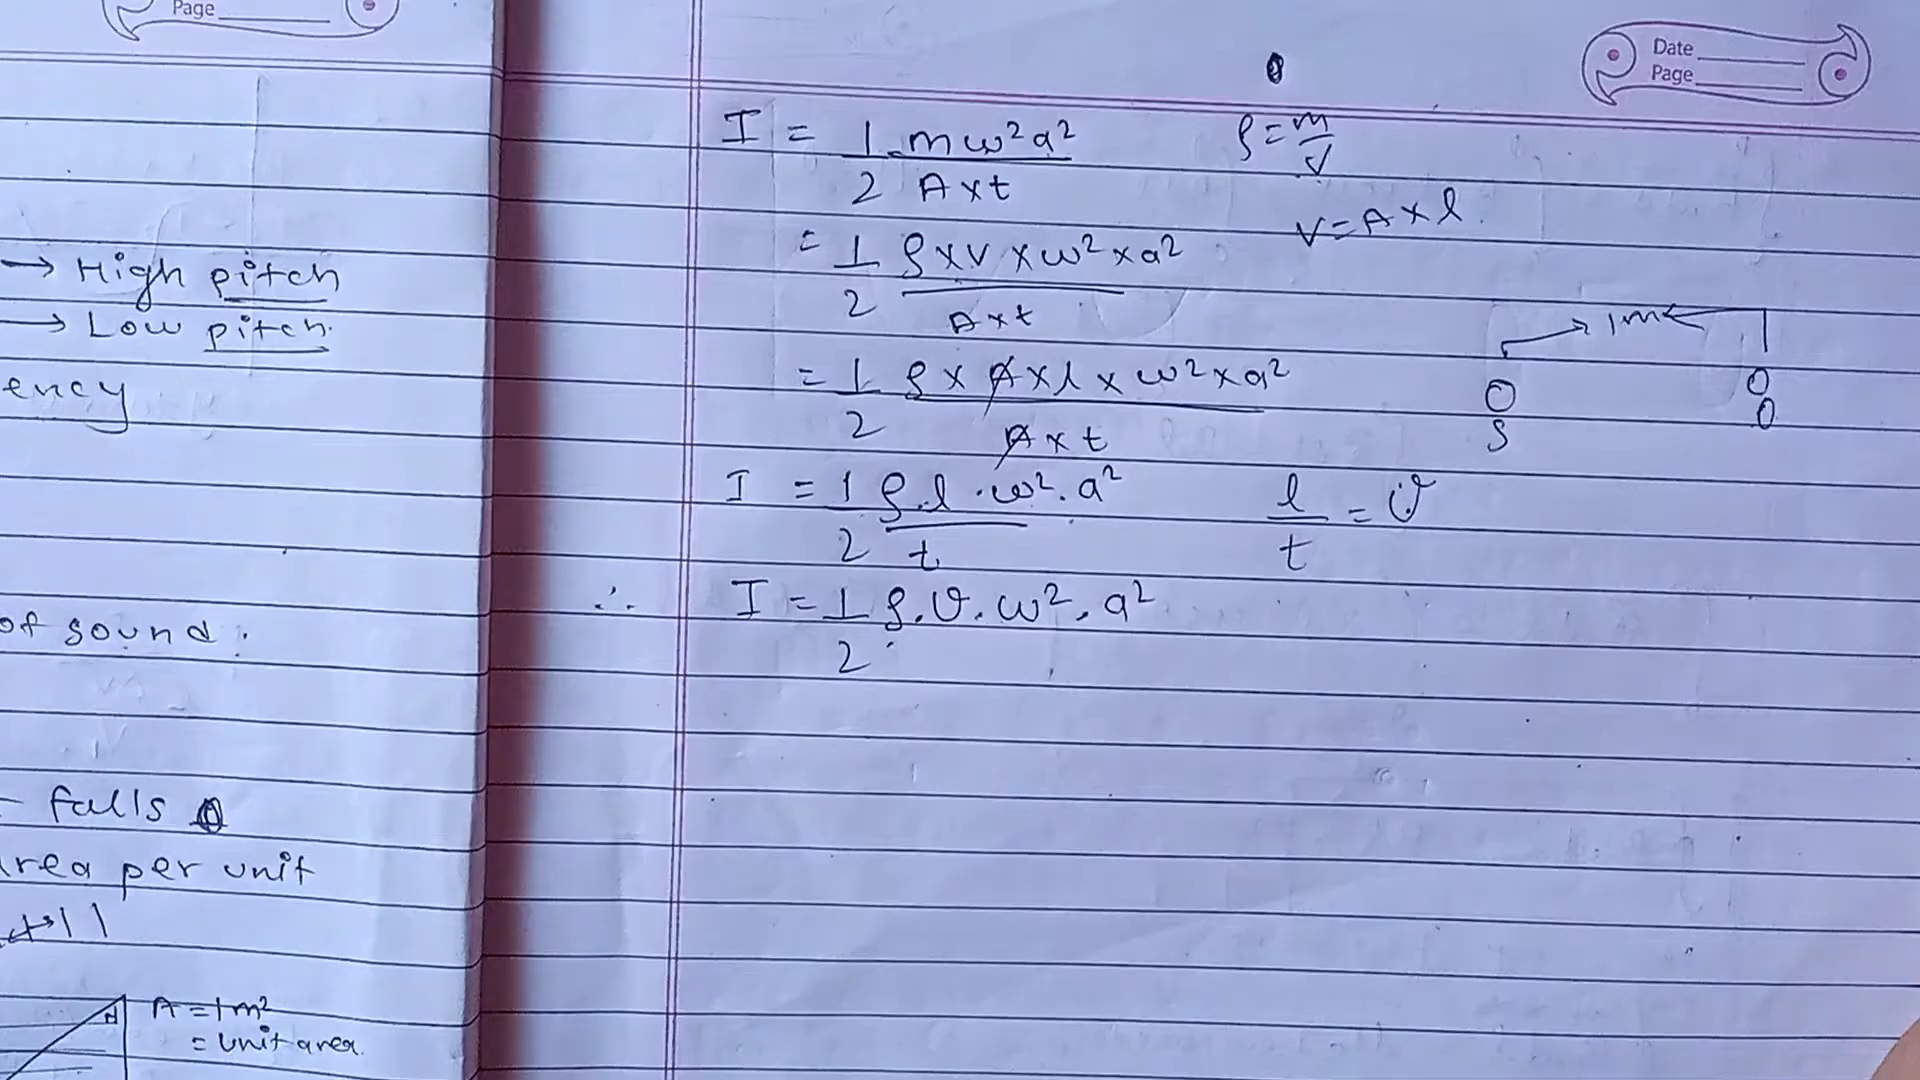 Page
→ High pitch
→ Low pitch.
ency
of sound.
falls
area per unit
A = 1m²
= unit area.
Date
Page
I = 1/2 mω²a² / A×t
ρ = m/V
V = A × l.
= 1/2 ρ×V×ω²×a² / A×t
= 1/2 ρ×A×l×ω²×a² / A×t
1m
S O
I = 1/2 ρ.l.ω².a² / t
l/t = v
∴ I = 1/2 ρ.v.ω².a²